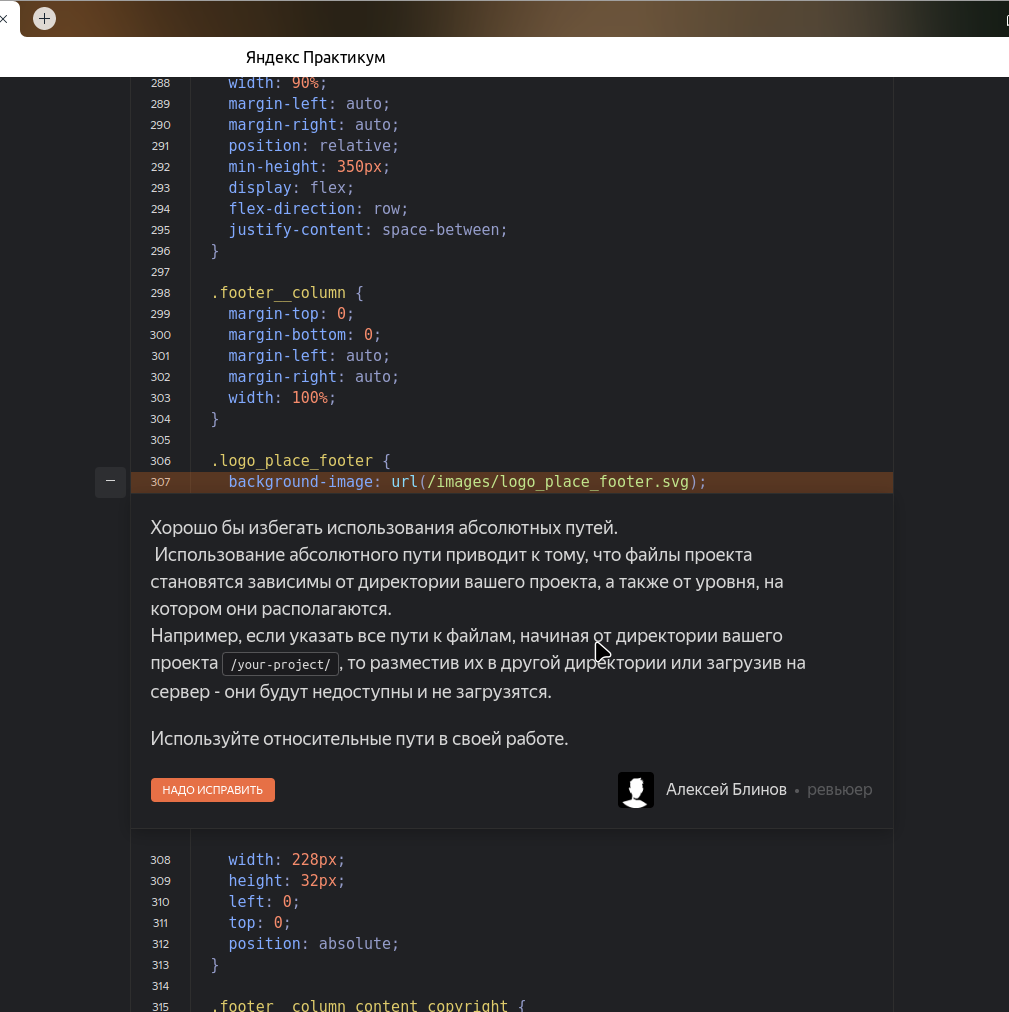 Яндекс Практикум
288 width: 90%;
289 margin-left: auto;
290 margin-right: auto;
291 position: relative;
292 min-height: 350px;
293 display: flex;
294 flex-direction: row;
295 justify-content: space-between;
296 }
297
298 .footer__column {
299 margin-top: 0;
300 margin-bottom: 0;
301 margin-left: auto;
302 margin-right: auto;
303 width: 100%;
304 }
305
306 .logo_place_footer {
307 background-image: url(/images/logo_place_footer.svg);
Хорошо бы избегать использования абсолютных путей.
Использование абсолютного пути приводит к тому, что файлы проекта
становятся зависимы от директории вашего проекта, а также от уровня, на
котором они располагаются.
Например, если указать все пути к файлам, начиная от директории вашего
проекта /your-project/, то разместив их в другой директории или загрузив на
сервер - они будут недоступны и не загрузятся.
Используйте относительные пути в своей работе.
НАДО ИСПРАВИТЬ Алексей Блинов • ревьюер
308 width: 228px;
309 height: 32px;
310 left: 0;
311 top: 0;
312 position: absolute;
313 }
314
315 .footer__column_content_copyright {